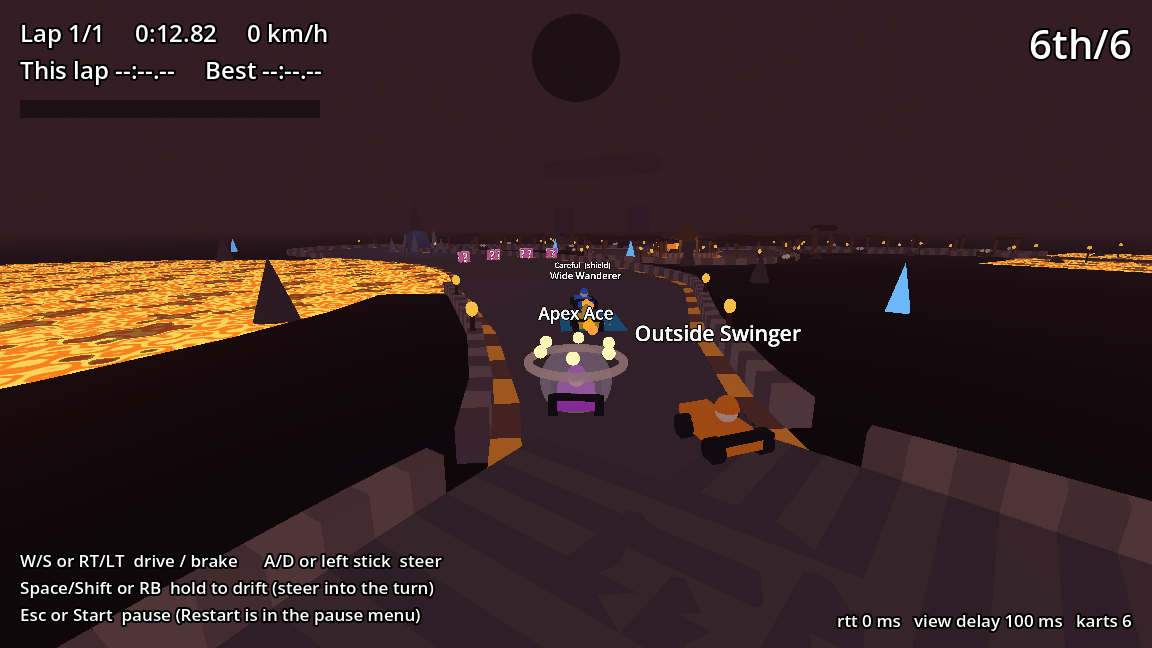 Lap 1/1 0:12.82 0 km/h
This lap --:--.-- Best --:--.--
6th/6
? ? ?? ?
Careful (shield)
Wide Wanderer
Apex Ace
Outside Swinger
W/S or RT/LT drive / brake A/D or left stick steer
Space/Shift or RB hold to drift (steer into the turn)
Esc or Start pause (Restart is in the pause menu)
rtt 0 ms view delay 100 ms karts 6